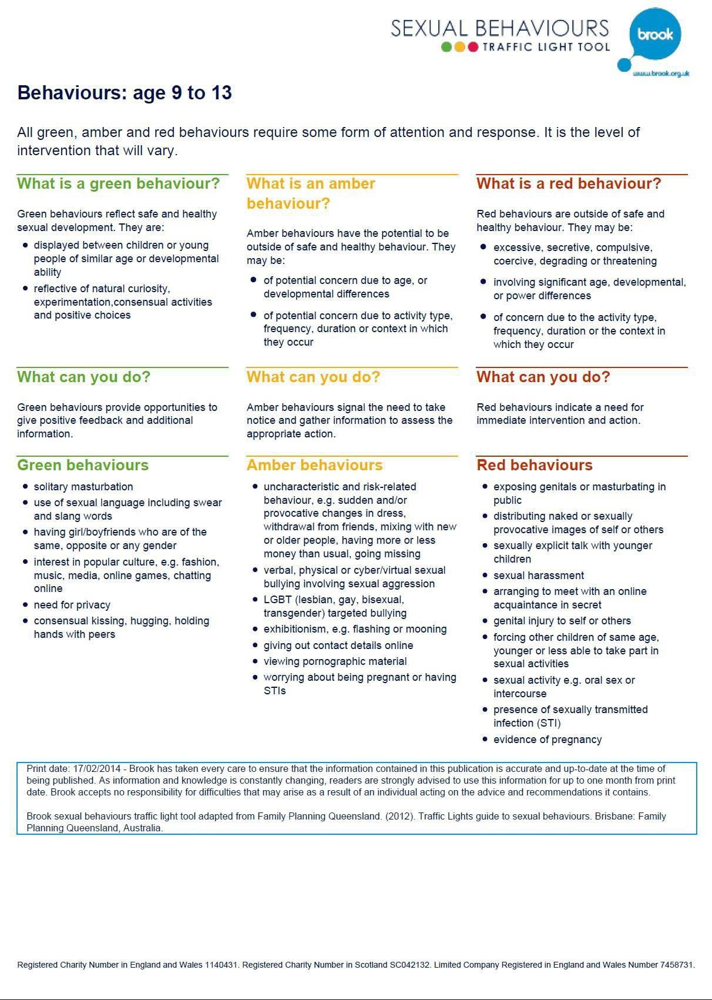 SEXUAL BEHAVIOURS
TRAFFIC LIGHT TOOL
brook
www.brook.org.uk
Behaviours: age 9 to 13
All green, amber and red behaviours require some form of attention and response. It is the level of
intervention that will vary.
What is a green behaviour?
Green behaviours reflect safe and healthy
sexual development. They are:
displayed between children or young
people of similar age or developmental
ability
reflective of natural curiosity,
experimentation,consensual activities
and positive choices
What is an amber
behaviour?
Amber behaviours have the potential to be
outside of safe and healthy behaviour. They
may be:
of potential concern due to age, or
developmental differences
of potential concern due to activity type,
frequency, duration or context in which
they occur
What is a red behaviour?
Red behaviours are outside of safe and
healthy behaviour. They may be:
excessive, secretive, compulsive,
coercive, degrading or threatening
involving significant age, developmental,
or power differences
of concern due to the activity type,
frequency, duration or the context in
which they occur
What can you do?
Green behaviours provide opportunities to
give positive feedback and additional
information.
What can you do?
Amber behaviours signal the need to take
notice and gather information to assess the
appropriate action.
What can you do?
Red behaviours indicate a need for
immediate intervention and action.
Green behaviours
solitary masturbation
use of sexual language including swear
and slang words
having girl/boyfriends who are of the
same, opposite or any gender
interest in popular culture, e.g. fashion,
music, media, online games, chatting
online
need for privacy
consensual kissing, hugging, holding
hands with peers
Amber behaviours
uncharacteristic and risk-related
behaviour, e.g. sudden and/or
provocative changes in dress,
withdrawal from friends, mixing with new
or older people, having more or less
money than usual, going missing
verbal, physical or cyber/virtual sexual
bullying involving sexual aggression
LGBT (lesbian, gay, bisexual,
transgender) targeted bullying
exhibitionism, e.g. flashing or mooning
giving out contact details online
viewing pornographic material
worrying about being pregnant or having
STIs
Red behaviours
exposing genitals or masturbating in
public
distributing naked or sexually
provocative images of self or others
sexually explicit talk with younger
children
sexual harassment
arranging to meet with an online
acquaintance in secret
genital injury to self or others
forcing other children of same age,
younger or less able to take part in
sexual activities
sexual activity e.g. oral sex or
intercourse
presence of sexually transmitted
infection (STI)
evidence of pregnancy
Print date: 17/02/2014 - Brook has taken every care to ensure that the information contained in this publication is accurate and up-to-date at the time of
being published. As information and knowledge is constantly changing, readers are strongly advised to use this information for up to one month from print
date. Brook accepts no responsibility for difficulties that may arise as a result of an individual acting on the advice and recommendations it contains.
Brook sexual behaviours traffic light tool adapted from Family Planning Queensland. (2012). Traffic Lights guide to sexual behaviours. Brisbane: Family
Planning Queensland, Australia.
Registered Charity Number in England and Wales 1140431. Registered Charity Number in Scotland SC042132. Limited Company Registered in England and Wales Number 7458731.